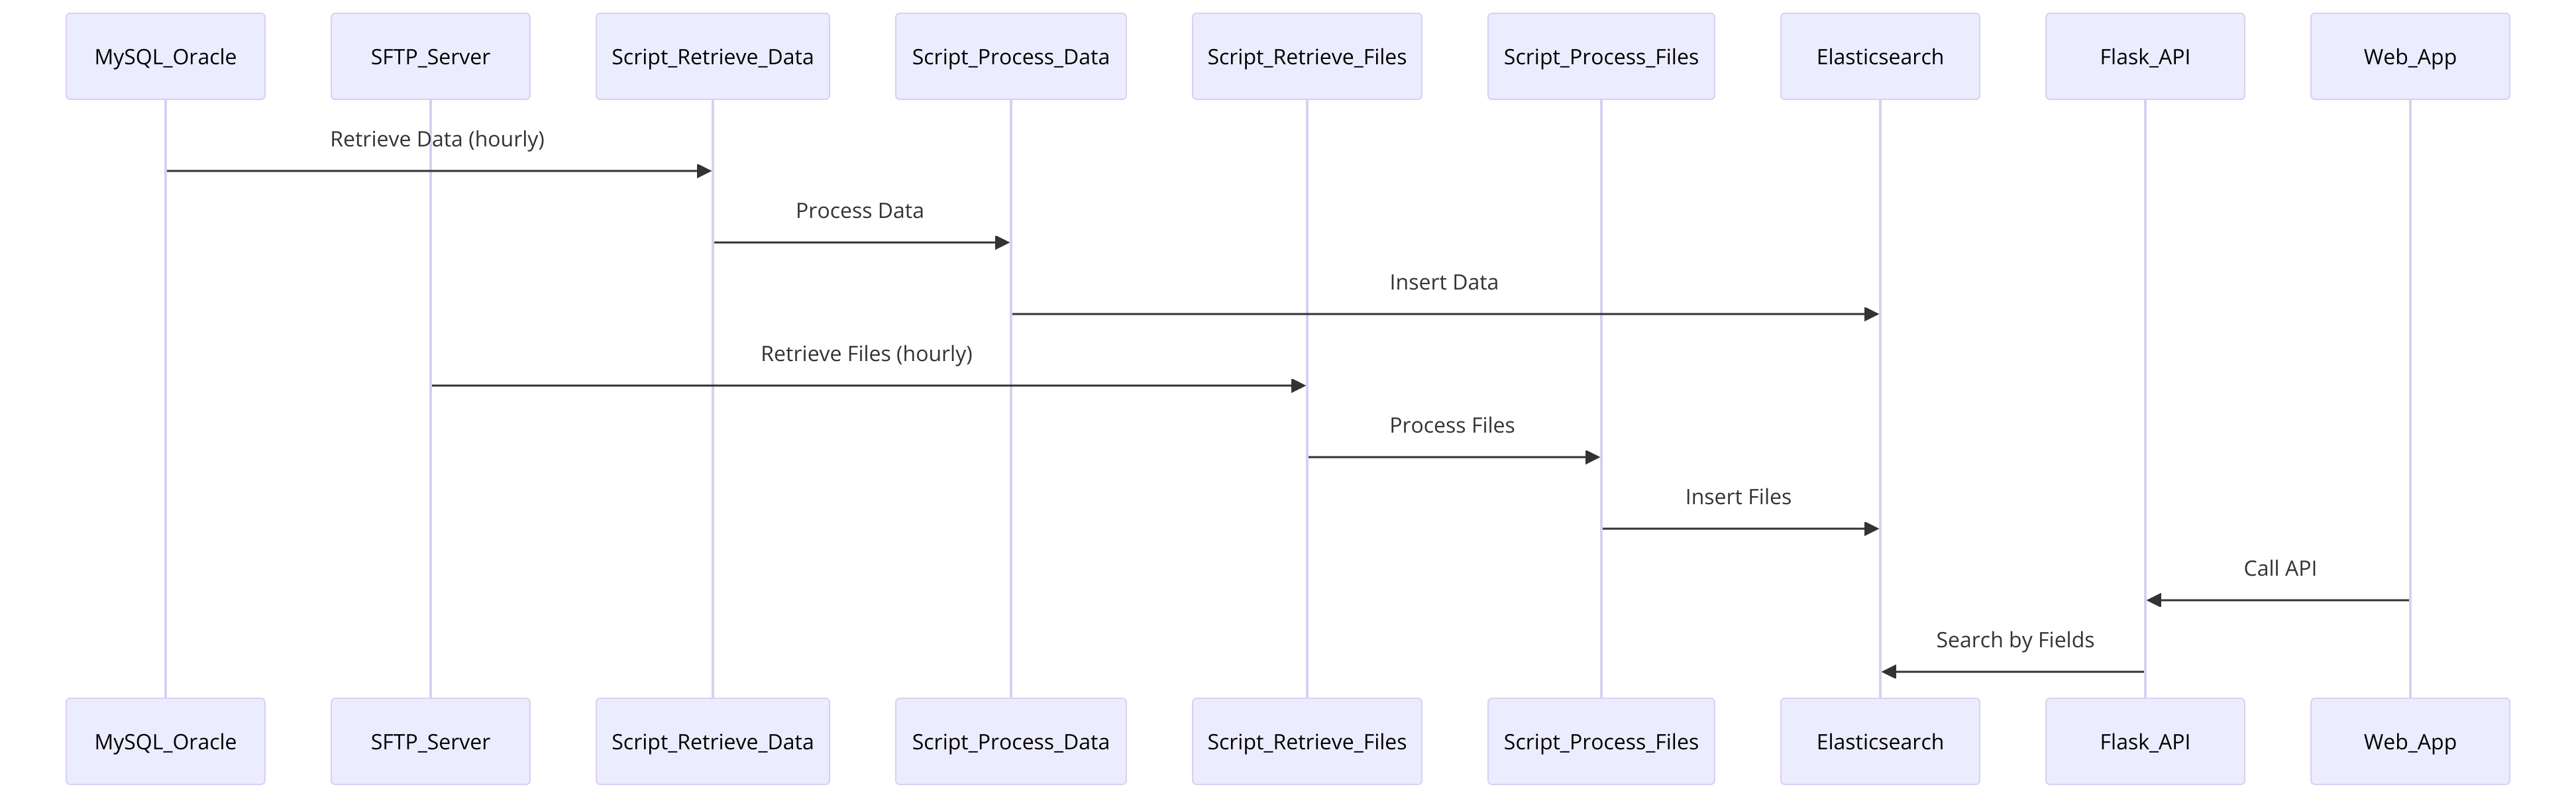 MySQL_Oracle
SFTP_Server
Script_Retrieve_Data
Script_Process_Data
Script_Retrieve_Files
Script_Process_Files
Elasticsearch
Flask_API
Web_App
Retrieve Data (hourly)
Process Data
Insert Data
Retrieve Files (hourly)
Process Files
Insert Files
Call API
Search by Fields
MySQL_Oracle
SFTP_Server
Script_Retrieve_Data
Script_Process_Data
Script_Retrieve_Files
Script_Process_Files
Elasticsearch
Flask_API
Web_App